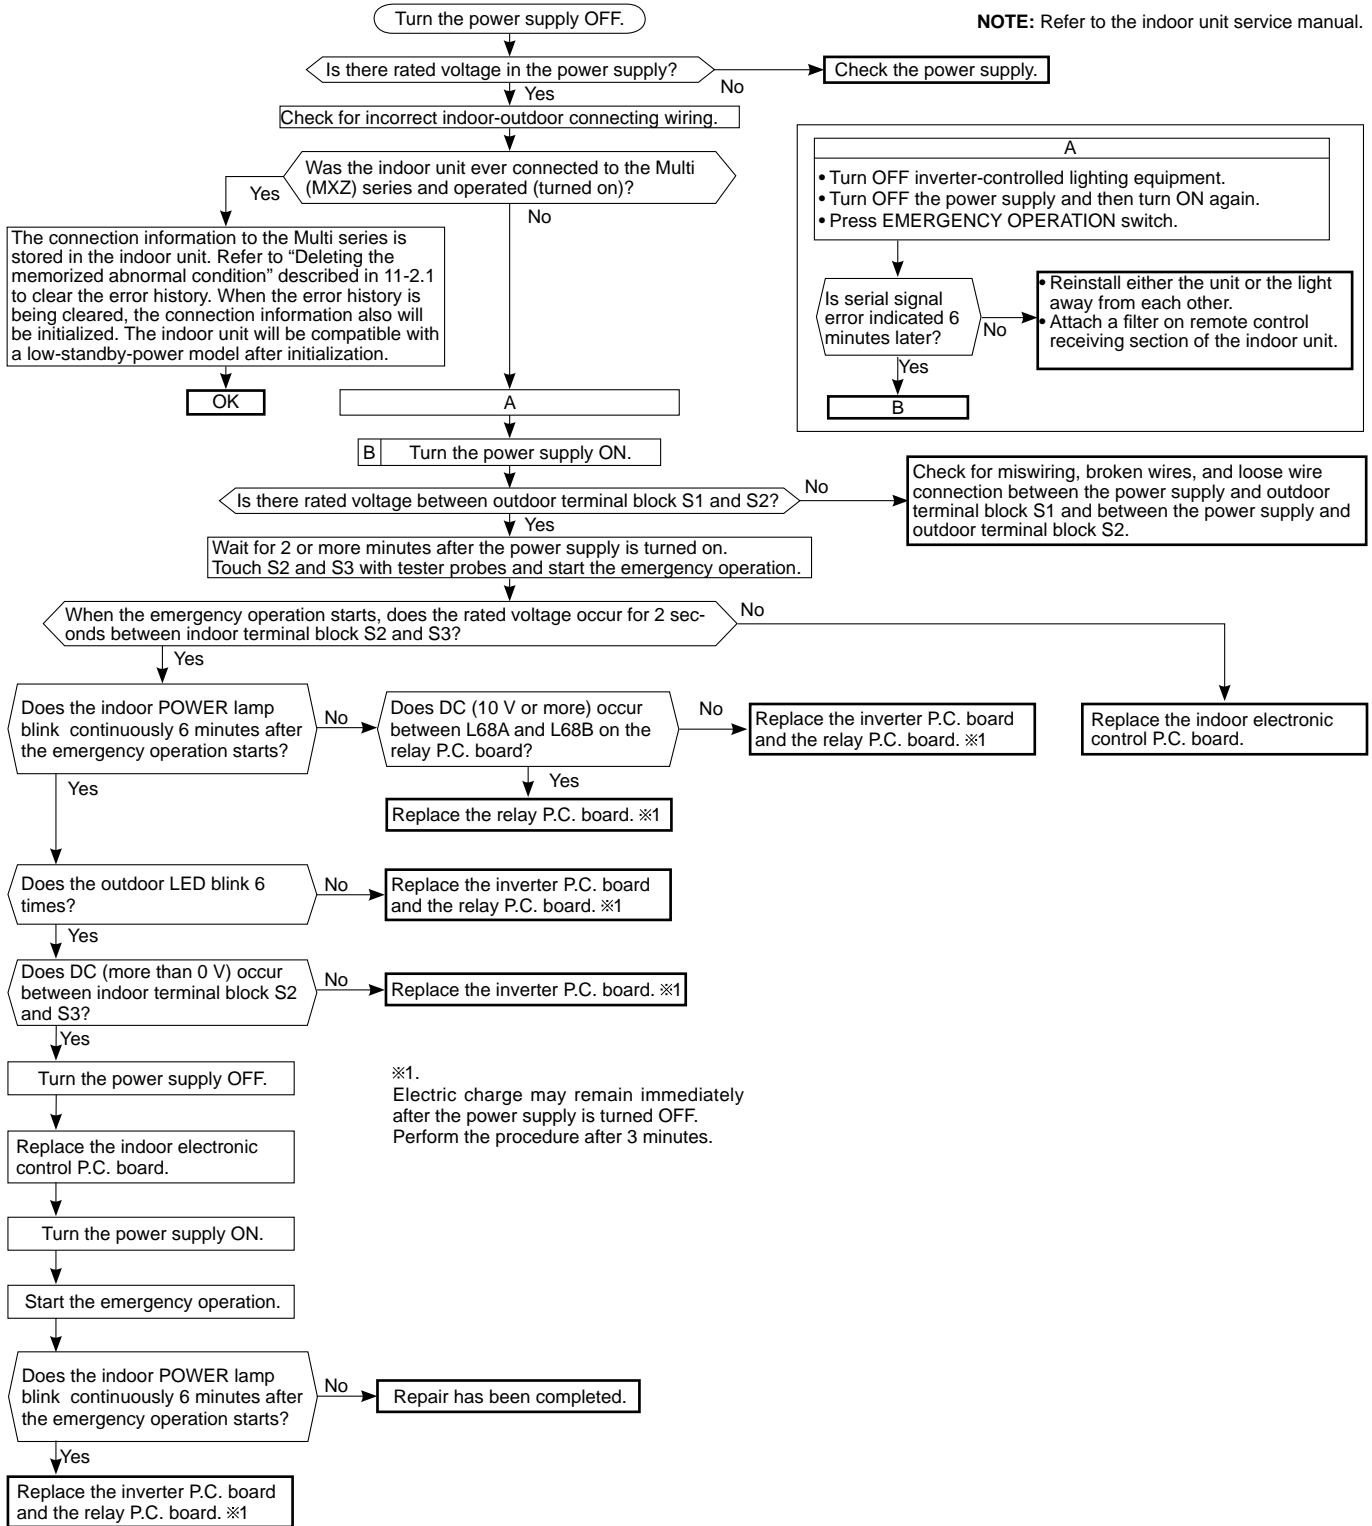 Turn the power supply OFF.
NOTE: Refer to the indoor unit service manual.
Is there rated voltage in the power supply?
No
Check the power supply.
Yes
Check for incorrect indoor-outdoor connecting wiring.
Was the indoor unit ever connected to the Multi
(MXZ) series and operated (turned on)?
Yes
No
The connection information to the Multi series is
stored in the indoor unit. Refer to “Deleting the
memorized abnormal condition” described in 11-2.1
to clear the error history. When the error history is
being cleared, the connection information also will
be initialized. The indoor unit will be compatible with
a low-standby-power model after initialization.
OK
A
• Turn OFF inverter-controlled lighting equipment.
• Turn OFF the power supply and then turn ON again.
• Press EMERGENCY OPERATION switch.
Is serial signal
error indicated 6
minutes later?
No
• Reinstall either the unit or the light
away from each other.
• Attach a filter on remote control
receiving section of the indoor unit.
Yes
B
A
B Turn the power supply ON.
Is there rated voltage between outdoor terminal block S1 and S2?
No
Check for miswiring, broken wires, and loose wire
connection between the power supply and outdoor
terminal block S1 and between the power supply and
outdoor terminal block S2.
Yes
Wait for 2 or more minutes after the power supply is turned on.
Touch S2 and S3 with tester probes and start the emergency operation.
When the emergency operation starts, does the rated voltage occur for 2 sec-
onds between indoor terminal block S2 and S3?
No
Yes
Does the indoor POWER lamp
blink continuously 6 minutes after
the emergency operation starts?
No
Does DC (10 V or more) occur
between L68A and L68B on the
relay P.C. board?
No
Replace the inverter P.C. board
and the relay P.C. board. ※1
Replace the indoor electronic
control P.C. board.
Yes
Yes
Replace the relay P.C. board. ※1
Does the outdoor LED blink 6
times?
No
Replace the inverter P.C. board
and the relay P.C. board. ※1
Yes
Does DC (more than 0 V) occur
between indoor terminal block S2
and S3?
No
Replace the inverter P.C. board. ※1
Yes
Turn the power supply OFF.
※1.
Electric charge may remain immediately
after the power supply is turned OFF.
Perform the procedure after 3 minutes.
Replace the indoor electronic
control P.C. board.
Turn the power supply ON.
Start the emergency operation.
Does the indoor POWER lamp
blink continuously 6 minutes after
the emergency operation starts?
No
Repair has been completed.
Yes
Replace the inverter P.C. board
and the relay P.C. board. ※1